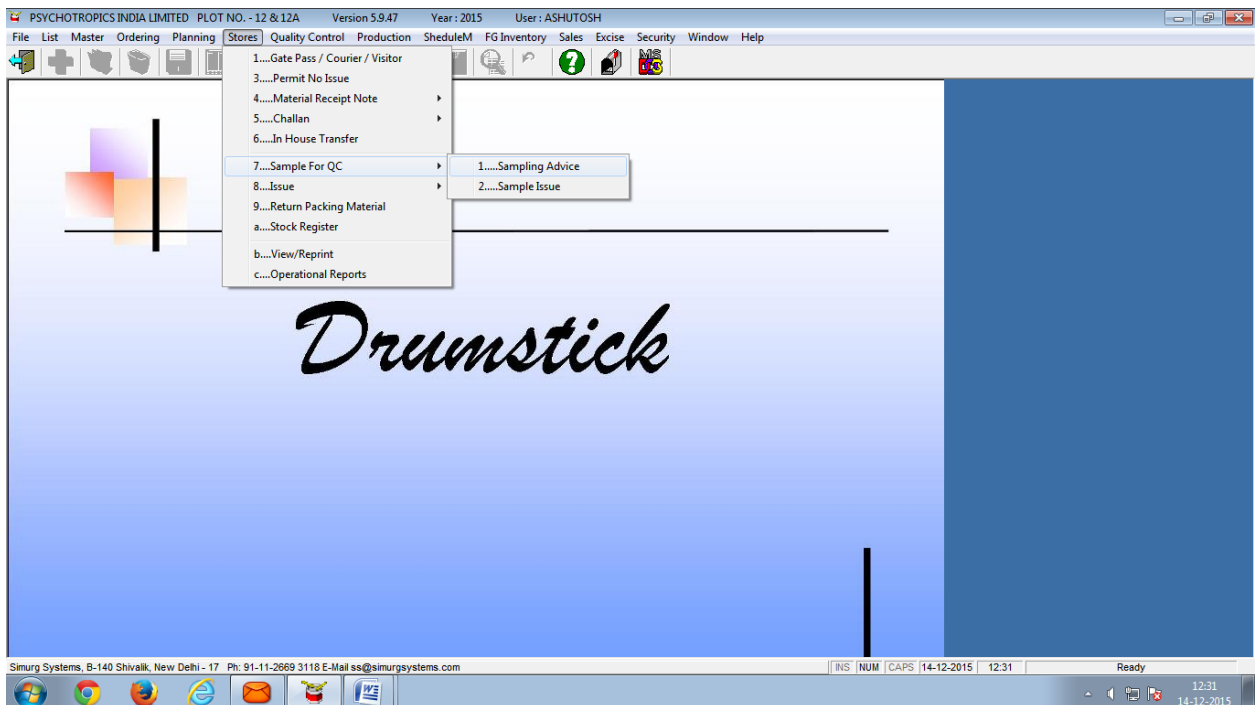 PSYCHOTROPICS INDIA LIMITED PLOT NO. - 12 & 12A Version 5.9.47 Year : 2015 User : ASHUTOSH
File List Master Ordering Planning Stores Quality Control Production SheduleM FG Inventory Sales Excise Security Window Help
MS
DOS
1....Gate Pass / Courier / Visitor
3.....Permit No Issue
4.....Material Receipt Note
5.....Challan
6.....In House Transfer
7....Sample For QC
8....Issue
9....Return Packing Material
a....Stock Register
b....View/Reprint
c....Operational Reports
1.....Sampling Advice
2.....Sample Issue
Drumstick
Simurg Systems, B-140 Shivalik, New Delhi - 17 Ph: 91-11-2669 3118 E-Mail ss@simurgsystems.com INS NUM CAPS 14-12-2015 12:31 Ready
12:31
14-12-2015